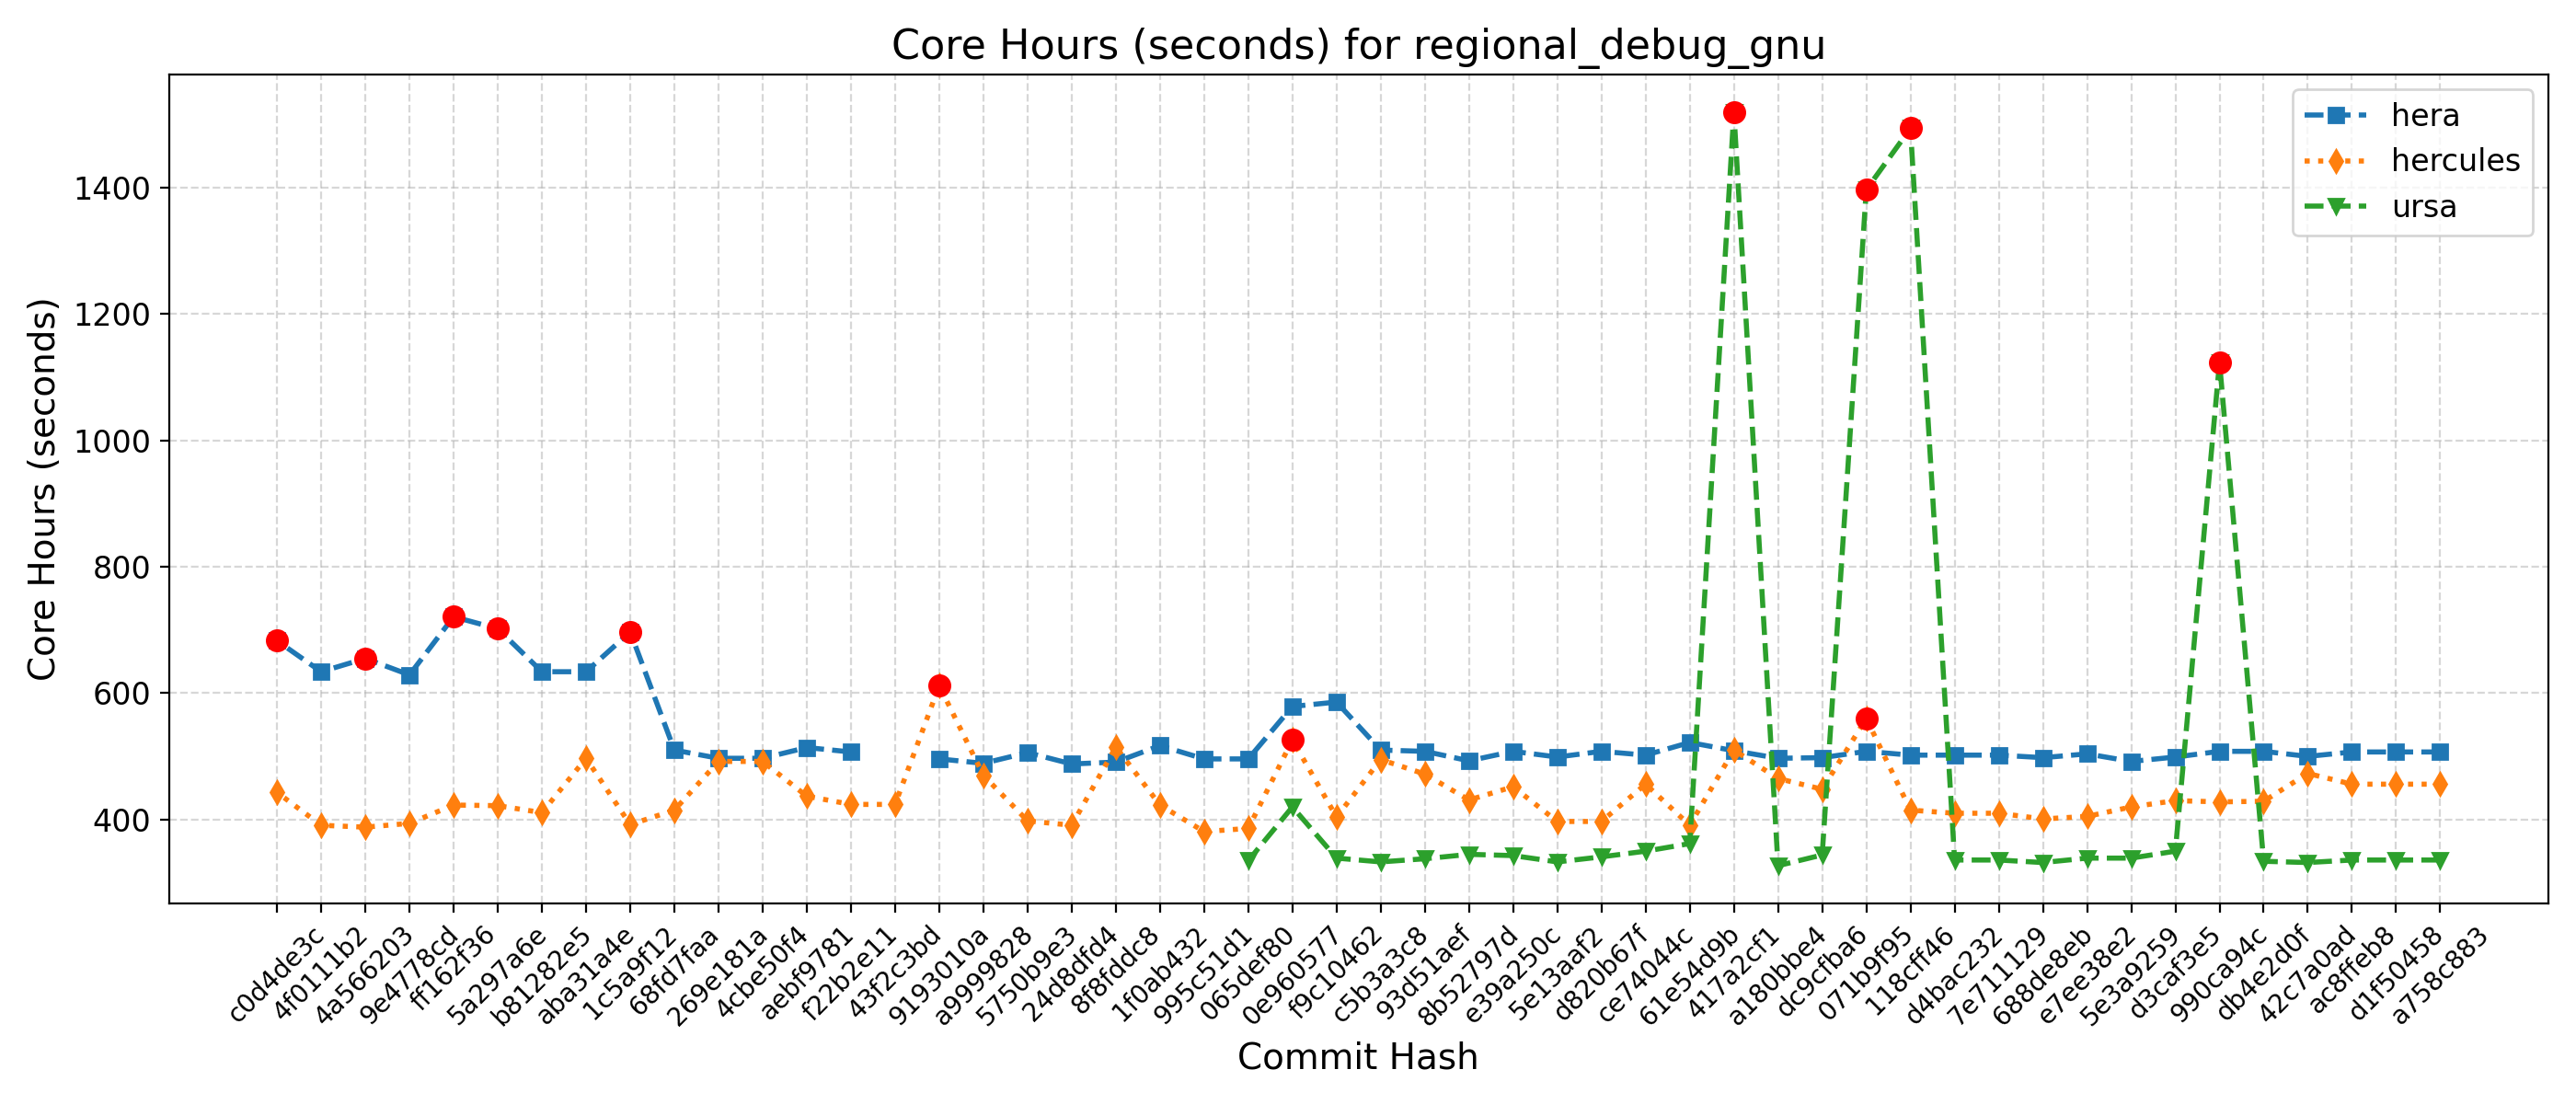 Core Hours (seconds) for regional_debug_gnu
hera
hercules
ursa
Core Hours (seconds)
1400
1200
1000
800
600
400
c0d4de3c
4f0111b2
4a566203
9e4778cd
ff162f36
5a297a6e
b81282e5
aba31a4e
1c5a9f12
68fd7faa
269e181a
4cbe50f4
aebf9781
f22b2e11
43f2c3bd
9193010a
a9999828
5750b9e3
24d8dfd4
8f8fddc8
1f0ab432
995c51d1
065def80
0e960577
f9c10462
c5b3a3c8
93d51aef
8b52797d
e39a250c
5e13aaf2
d820b67f
ce74044c
61e54d9b
417a2cf1
a180bbe4
dc9cfba6
071b9f95
118cff46
d4bac232
7e711129
688de8eb
e7ee38e2
5e3a9259
d3caf3e5
990ca94c
db4e2d0f
42c7a0ad
ac8ffeb8
d1f50458
a758c883
Commit Hash